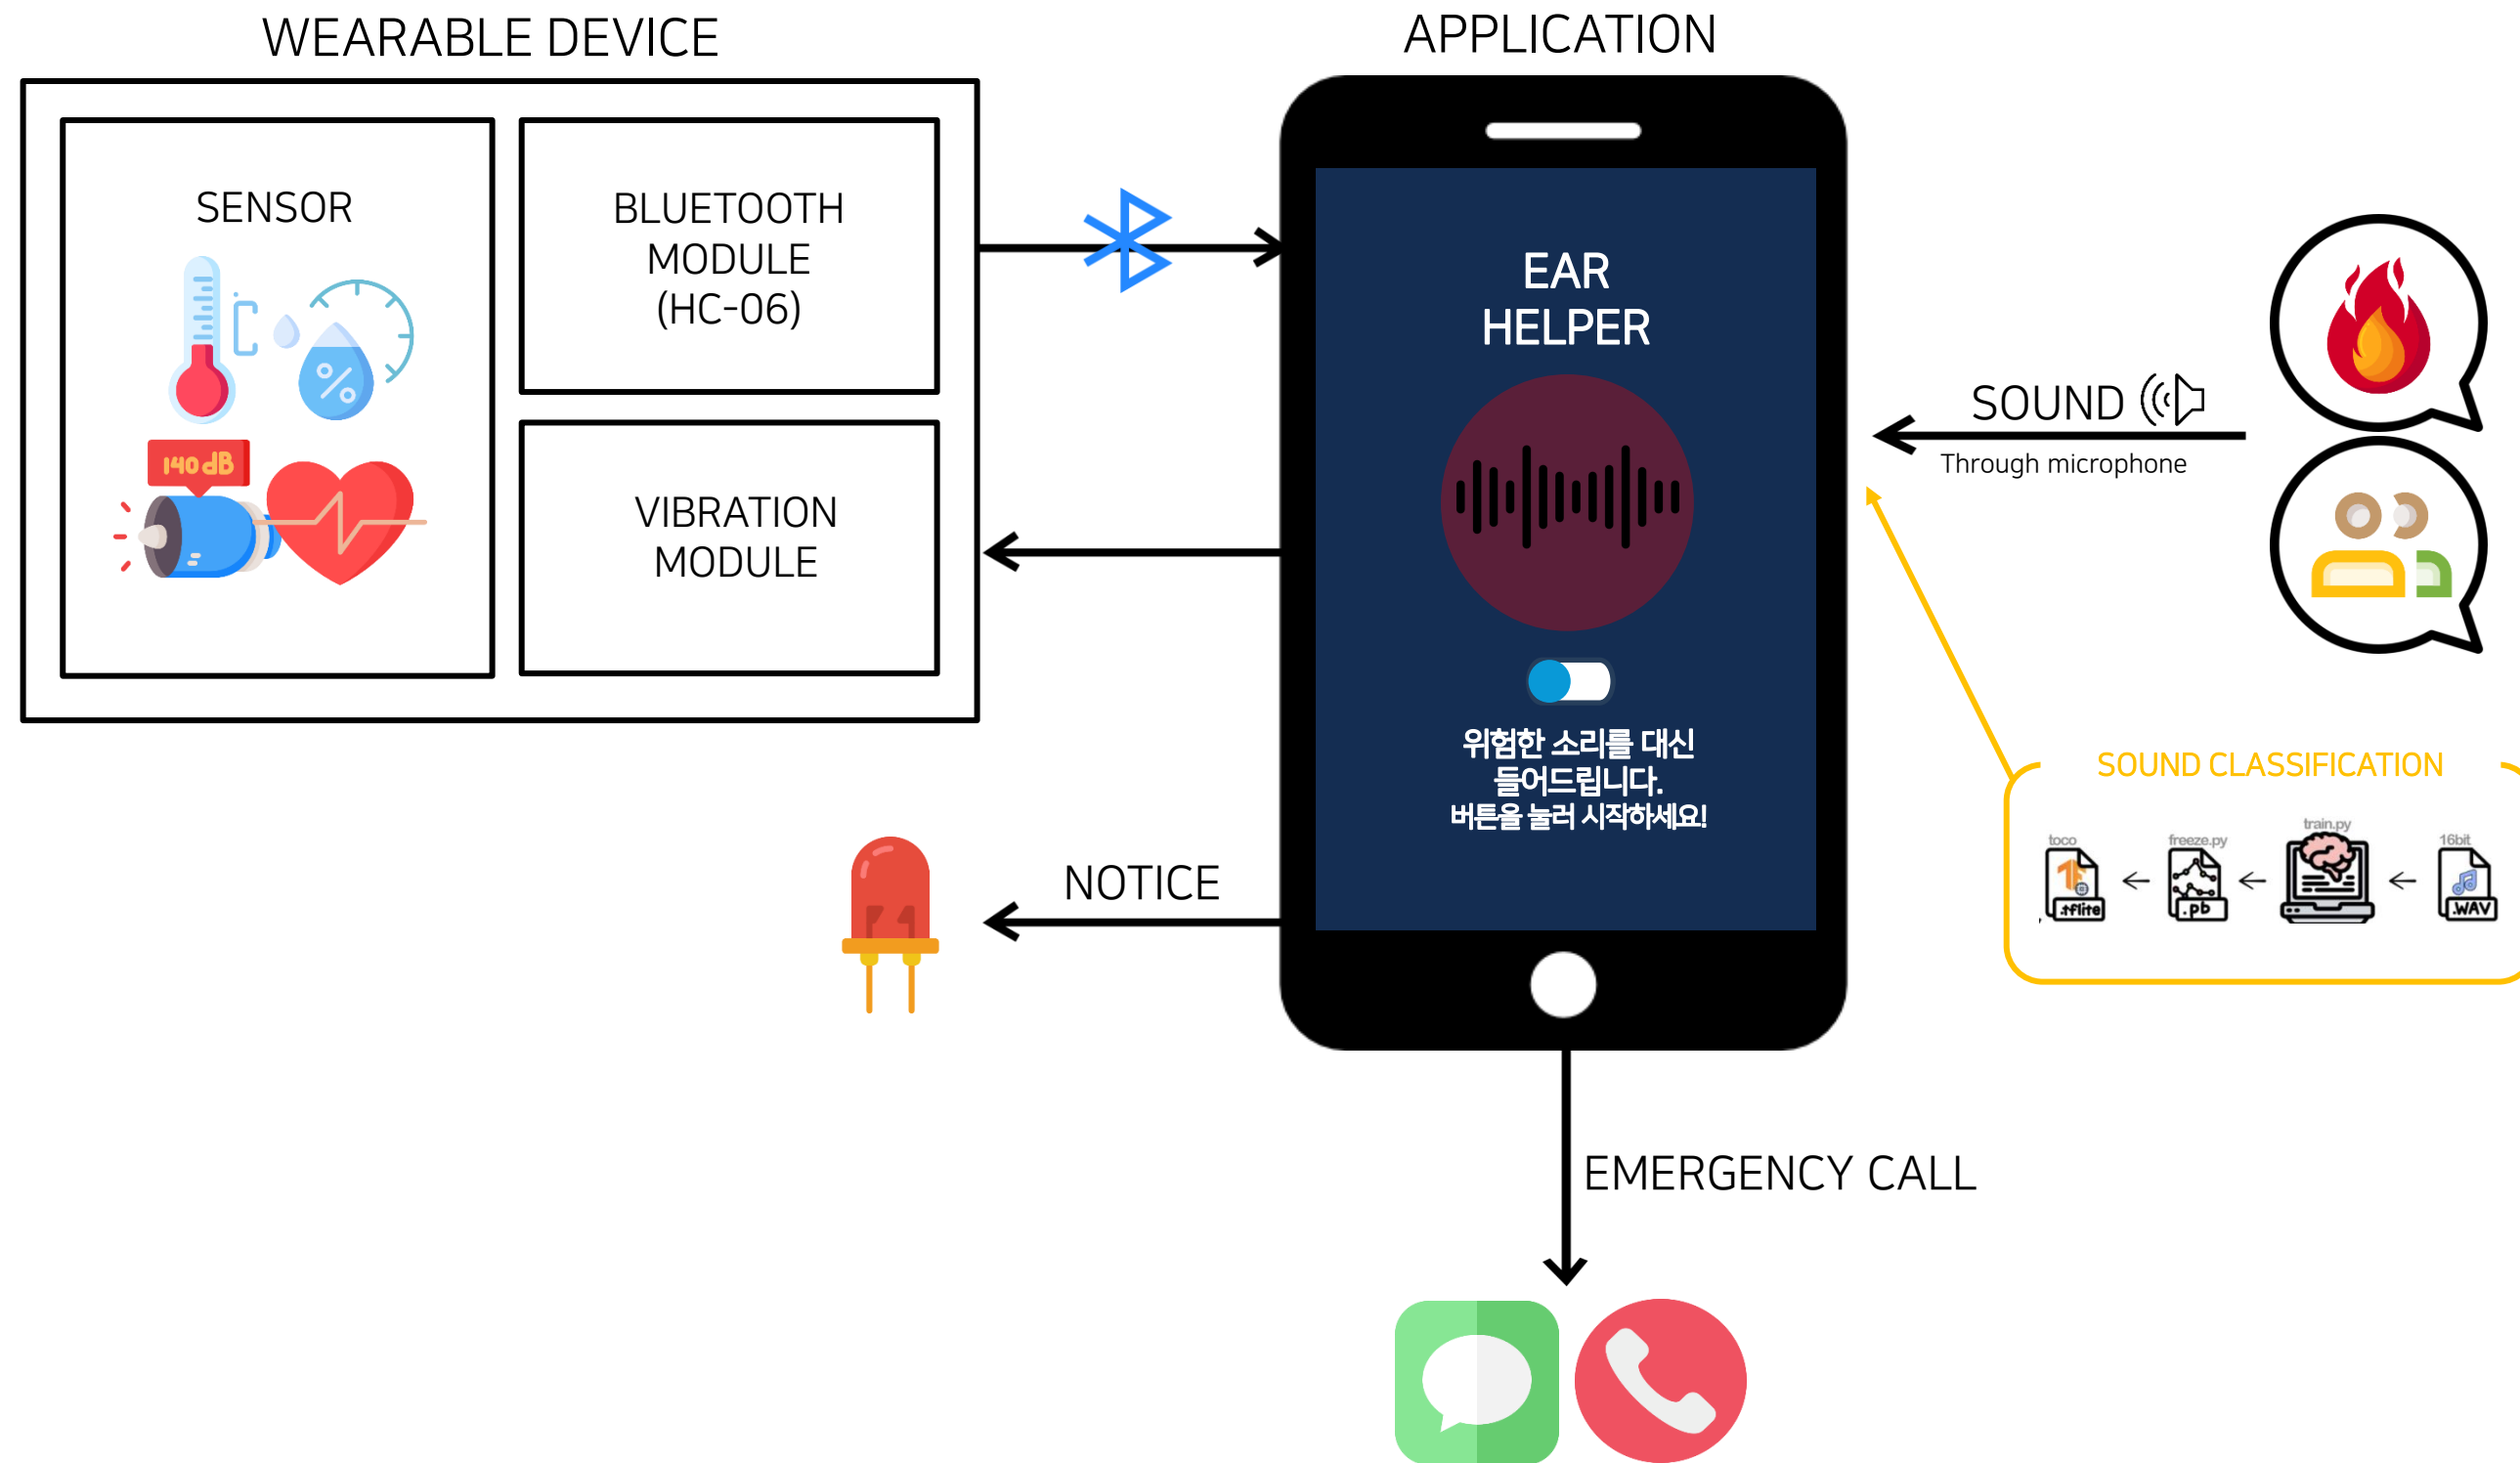 WEARABLE DEVICE
SENSOR
140 dB
BLUETOOTH
MODULE
(HC-06)
VIBRATION
MODULE
APPLICATION
EAR
HELPER
위험한 소리를 대신
들어드립니다.
버튼을 눌러 시작하세요!
SOUND
Through microphone
SOUND CLASSIFICATION
toco
freeze.py
train.py
16bit
.tflite
.pb
.WAV
NOTICE
EMERGENCY CALL